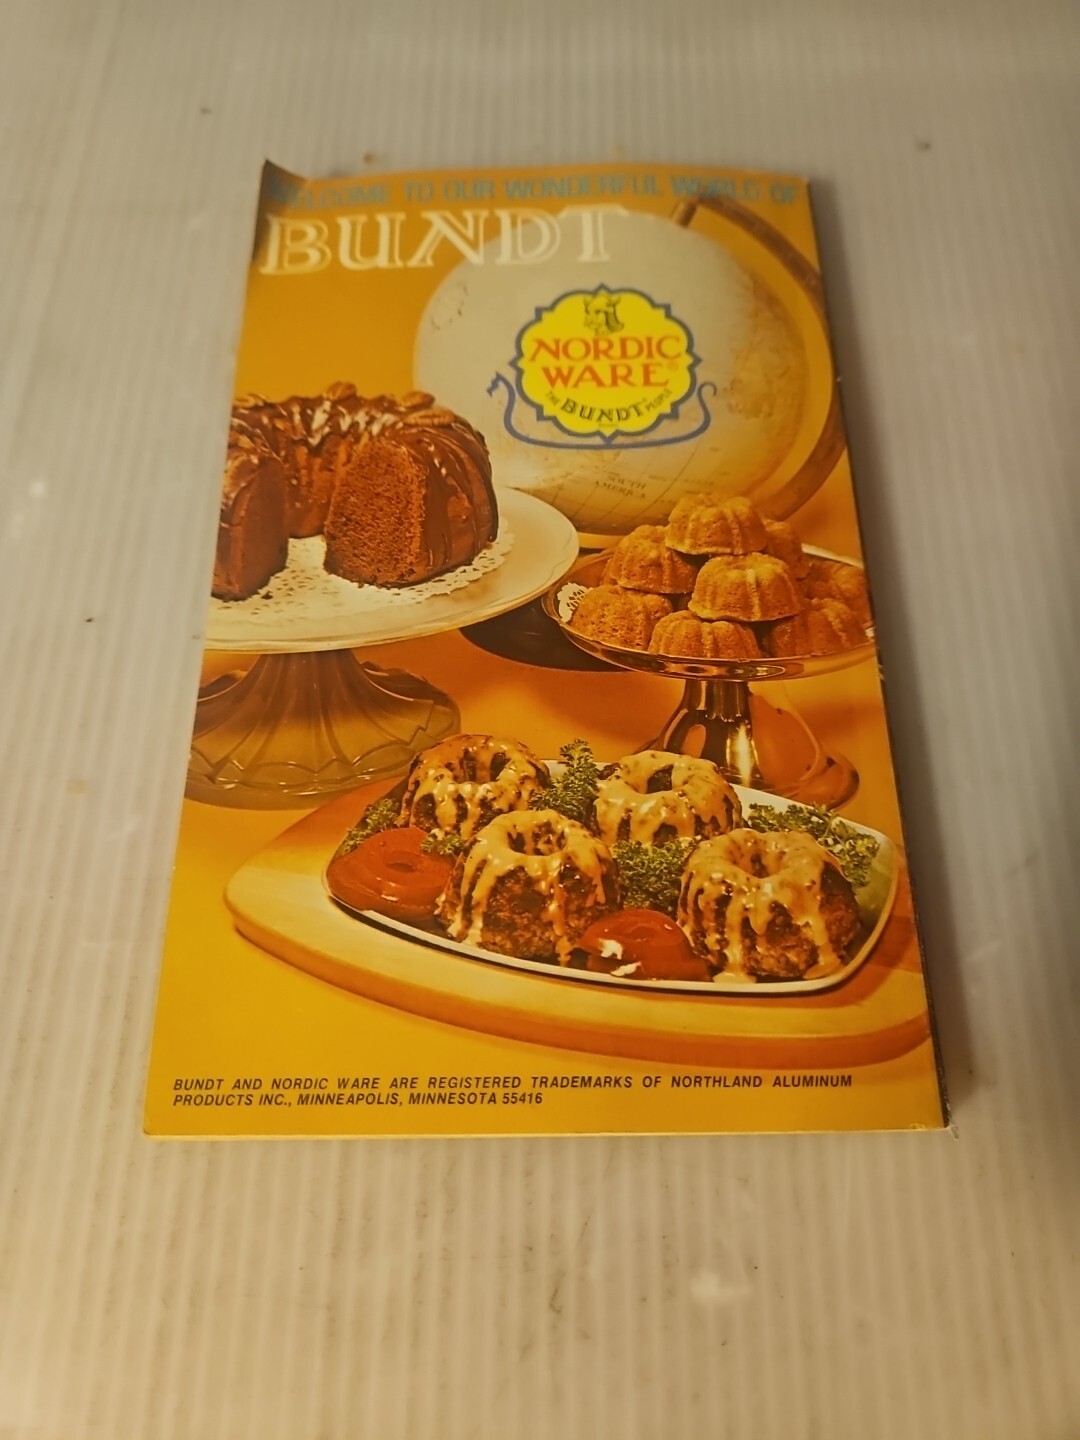 WELCOME TO OUR WONDERFUL WORLD OF
BUNDT
NORDIC
WARE®
THE BUNDT® PEOPLE
SOUTH
AMERICA
BUNDT AND NORDIC WARE ARE REGISTERED TRADEMARKS OF NORTHLAND ALUMINUM
PRODUCTS INC., MINNEAPOLIS, MINNESOTA 55416